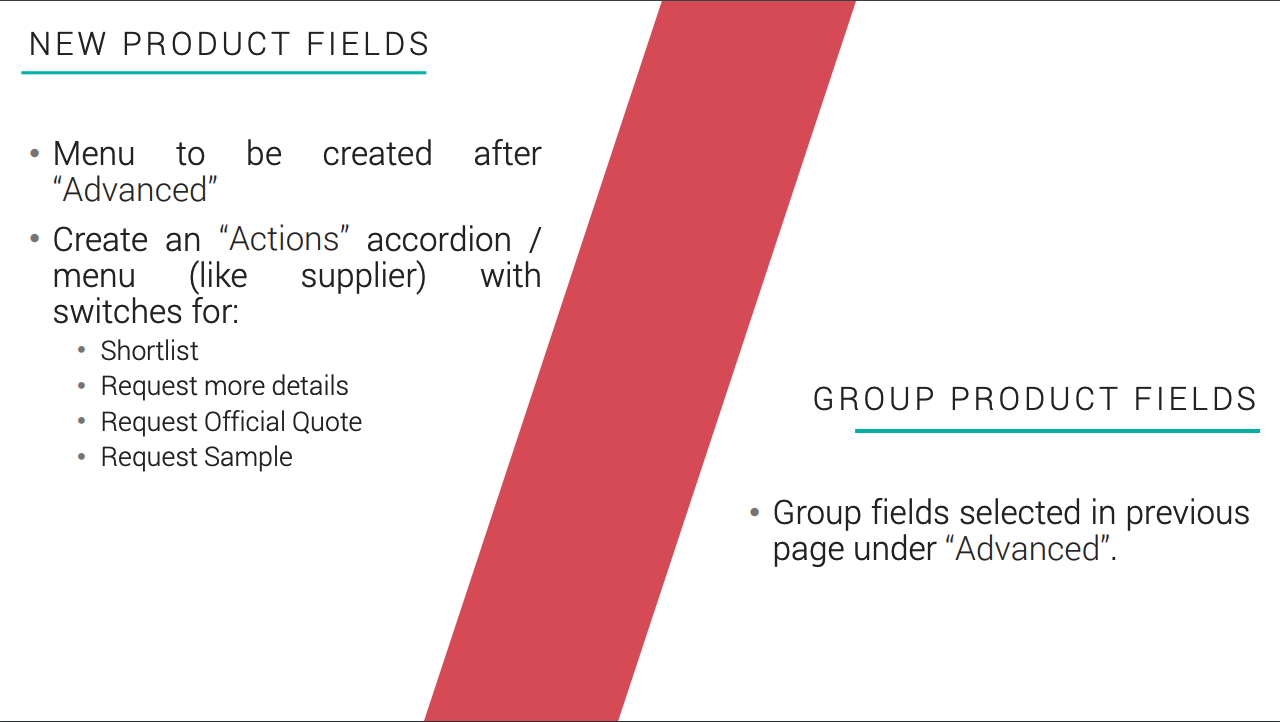 NEW PRODUCT FIELDS
• Menu to be created after
“Advanced”
• Create an “Actions” accordion /
menu (like supplier) with
switches for:
• Shortlist
• Request more details
• Request Official Quote
• Request Sample
GROUP PRODUCT FIELDS
• Group fields selected in previous
page under “Advanced”.